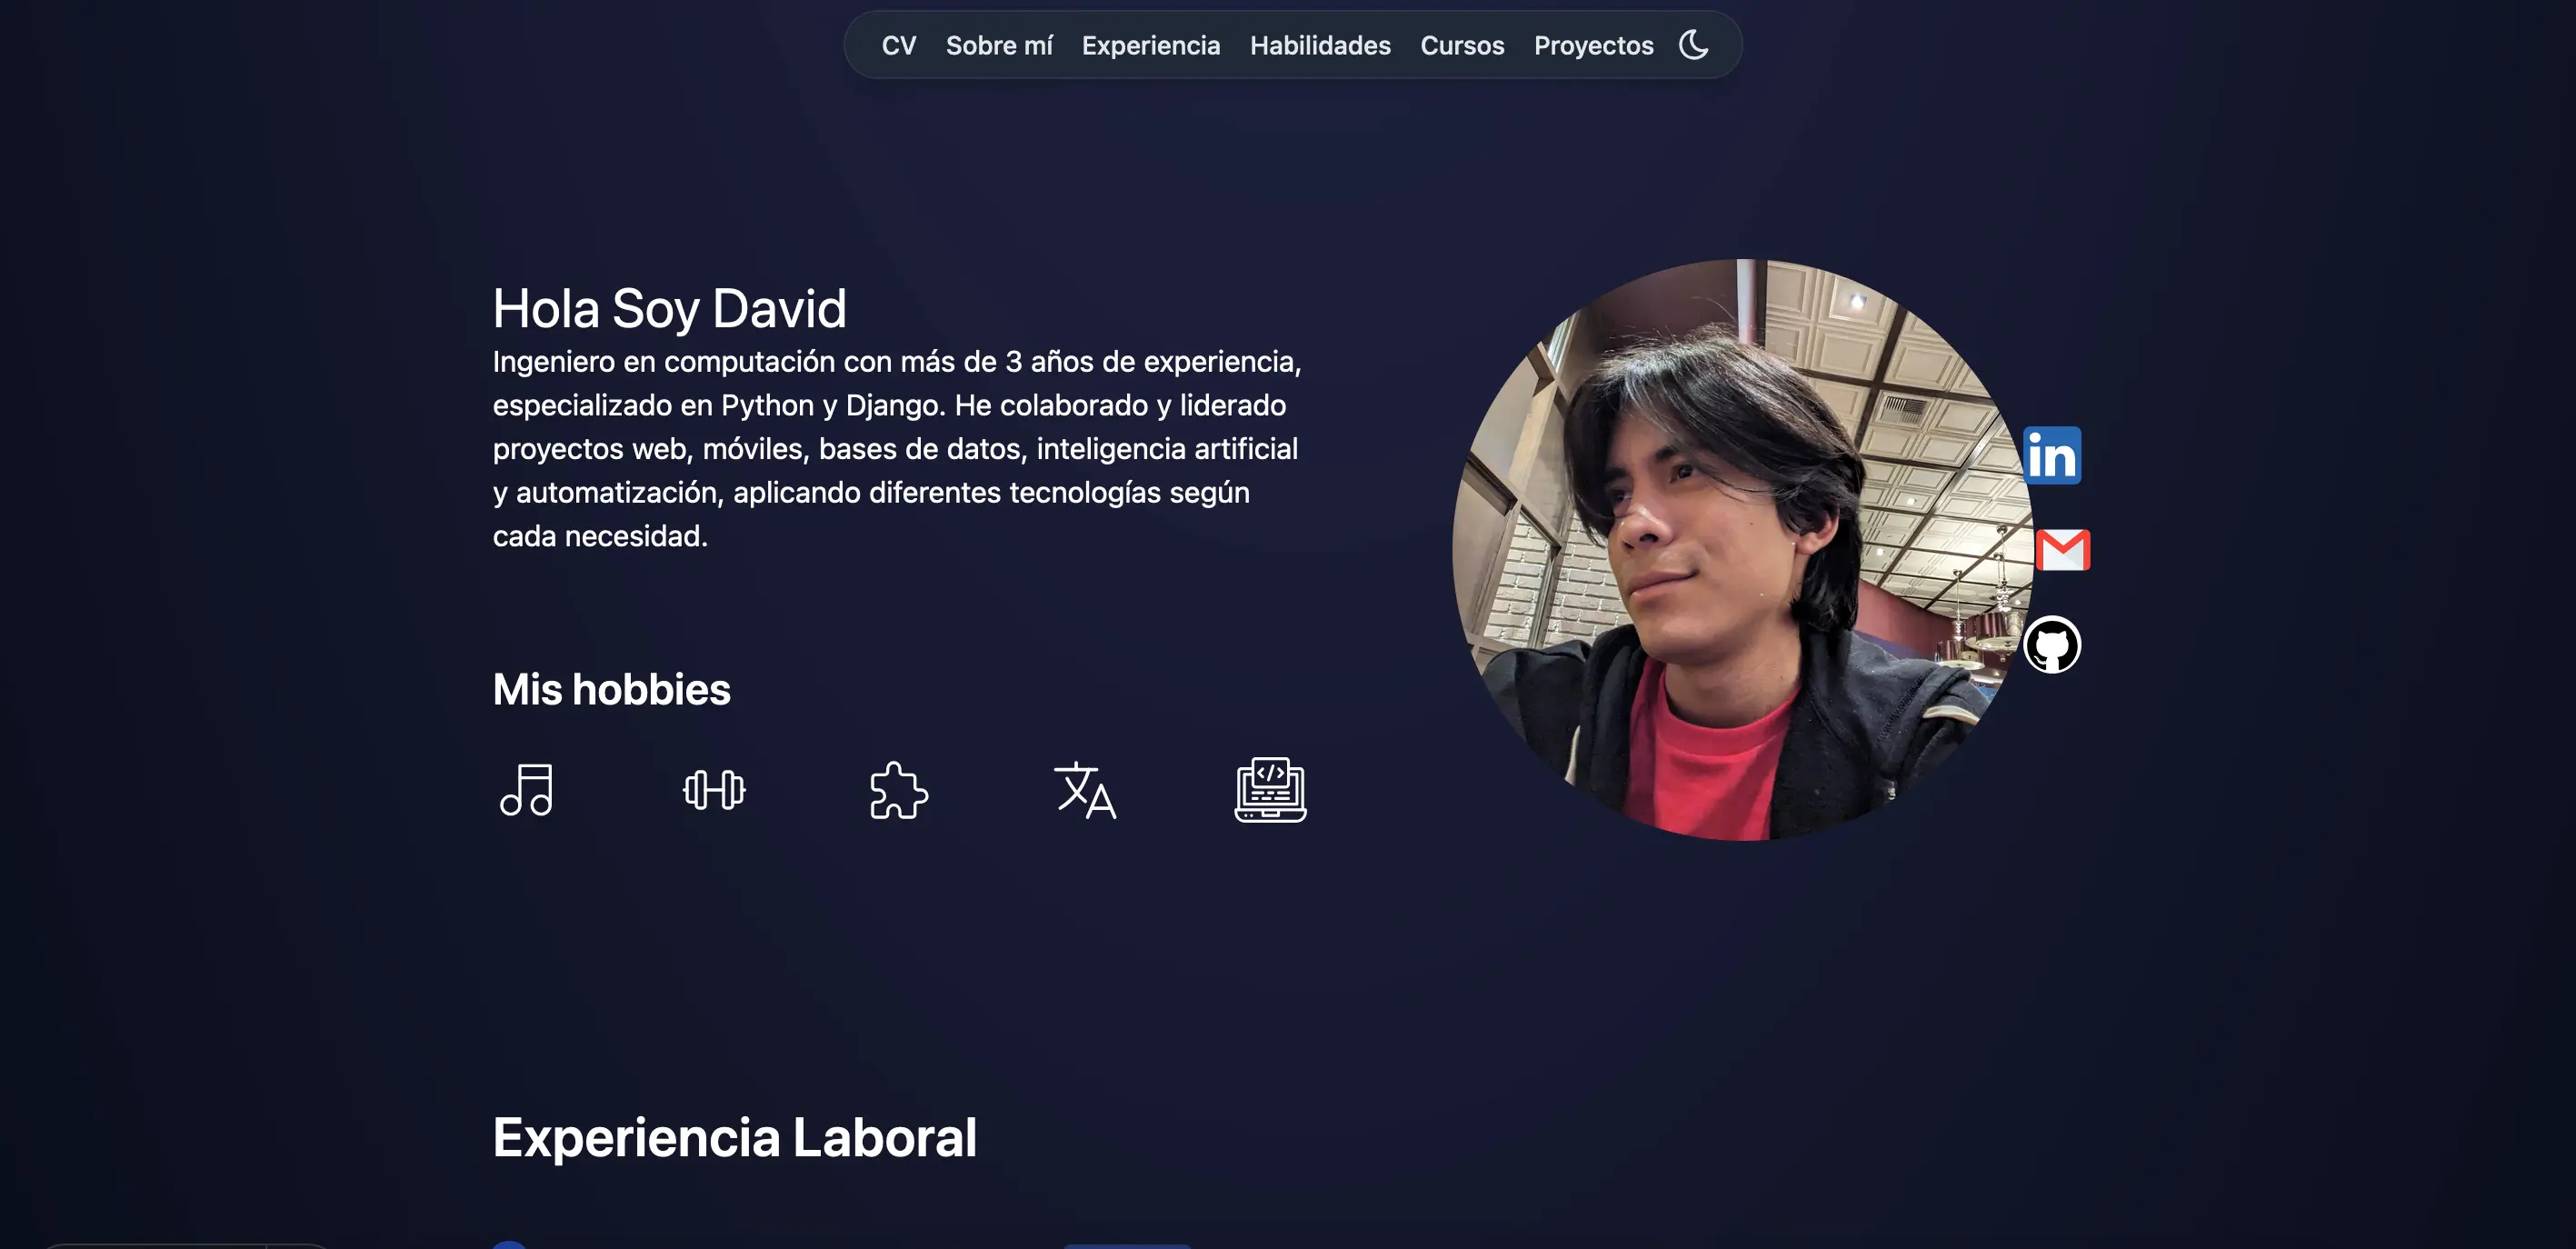 CV Sobre mí Experiencia Habilidades Cursos Proyectos
Hola Soy David
Ingeniero en computación con más de 3 años de experiencia,
especializado en Python y Django. He colaborado y liderado
proyectos web, móviles, bases de datos, inteligencia artificial
y automatización, aplicando diferentes tecnologías según
cada necesidad.
in
Mis hobbies
Experiencia Laboral